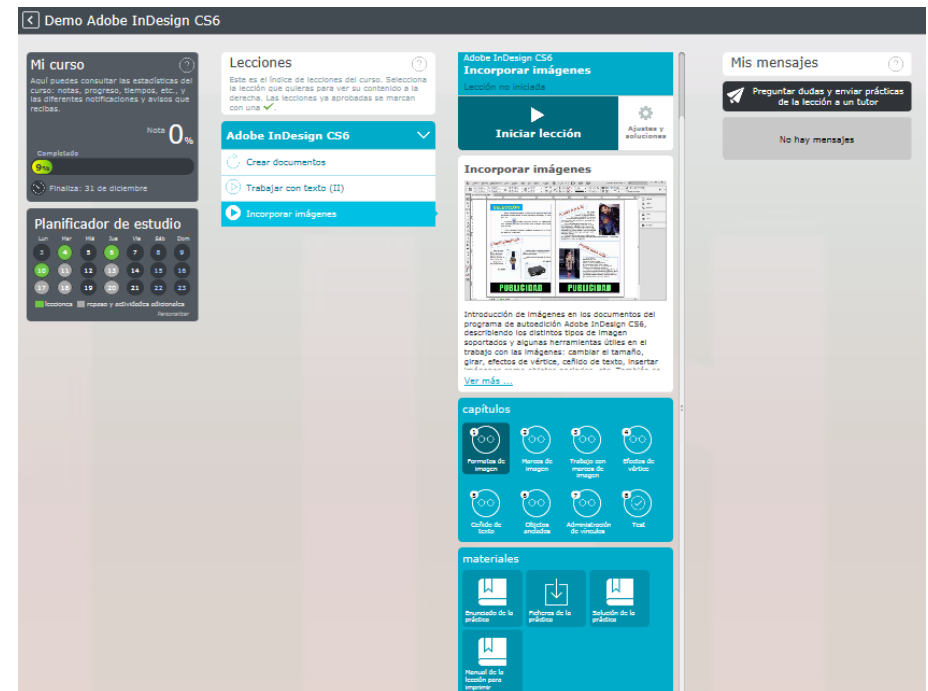 Demo Adobe InDesign CS6
Mi curso
Aquí puedes consultar las estadísticas del
curso: notas, progreso, tiempos, etc., y
las diferentes notificaciones y avisos que
recibas.
Nota 0%
Completado
9%
Finaliza: 31 de diciembre
Planificador de estudio
Lun Mar Mié Jue Vie Sáb Dom
3 4 5 6 7 8 9
10 11 12 13 14 15 16
17 18 19 20 21 22 23
lecciones repaso y actividades adicionales
Personalizar
Lecciones
Este es el índice de lecciones del curso. Selecciona
la lección que quieras para ver su contenido a la
derecha. Las lecciones ya aprobadas se marcan
con una ✓.
Adobe InDesign CS6
Crear documentos
Trabajar con texto (II)
Incorporar imágenes
Adobe InDesign CS6
Incorporar imágenes
Lección no iniciada
Iniciar lección
Ajustes y
soluciones
Incorporar imágenes
PUBLICIDAD PUBLICIDAD
Introducción de imágenes en los documentos del
programa de autoedición Adobe InDesign CS6,
describiendo los distintos tipos de imagen
soportados y algunas herramientas útiles en el
trabajo con las imágenes: cambiar el tamaño,
girar, efectos de vértice, ceñido de texto, insertar
Ver más ...
capítulos
1 2 3 4
Formatos de
imagen
Marcos de
imagen
Trabajo con
marcos de
imagen
Efectos de
vértice
5 6 7 8
Ceñido de
texto
Objetos
anclados
Administración
de vínculos
Test
materiales
Enunciado de la
práctica
Ficheros de la
práctica
Solución de la
práctica
Manual de la
lección para
imprimir
Mis mensajes
Preguntar dudas y enviar prácticas
de la lección a un tutor
No hay mensajes